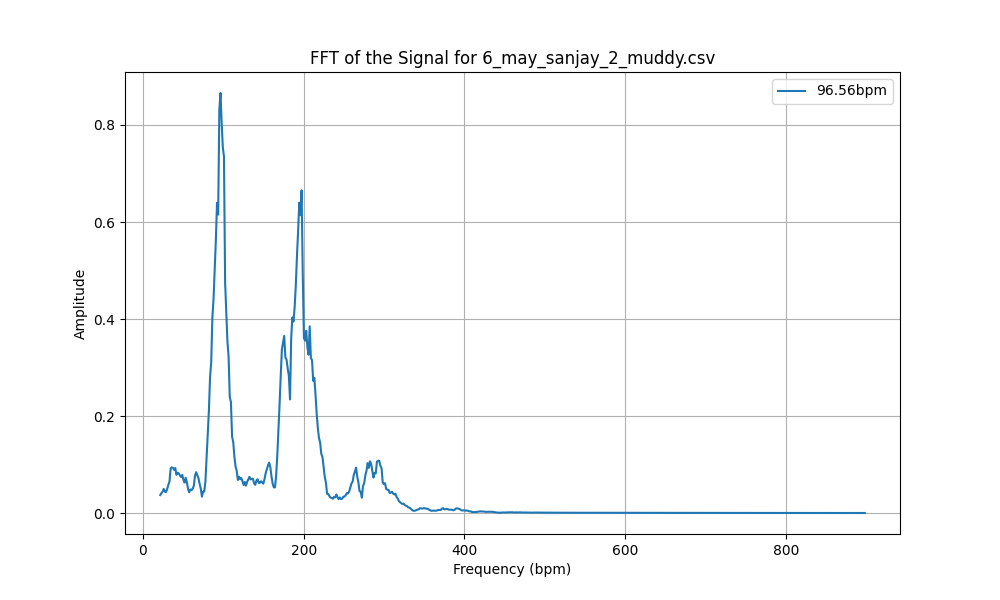 FFT of the Signal for 6_may_sanjay_2_muddy.csv
96.56bpm
Amplitude
0.8
0.6
0.4
0.2
0.0
0 200 400 600 800
Frequency (bpm)